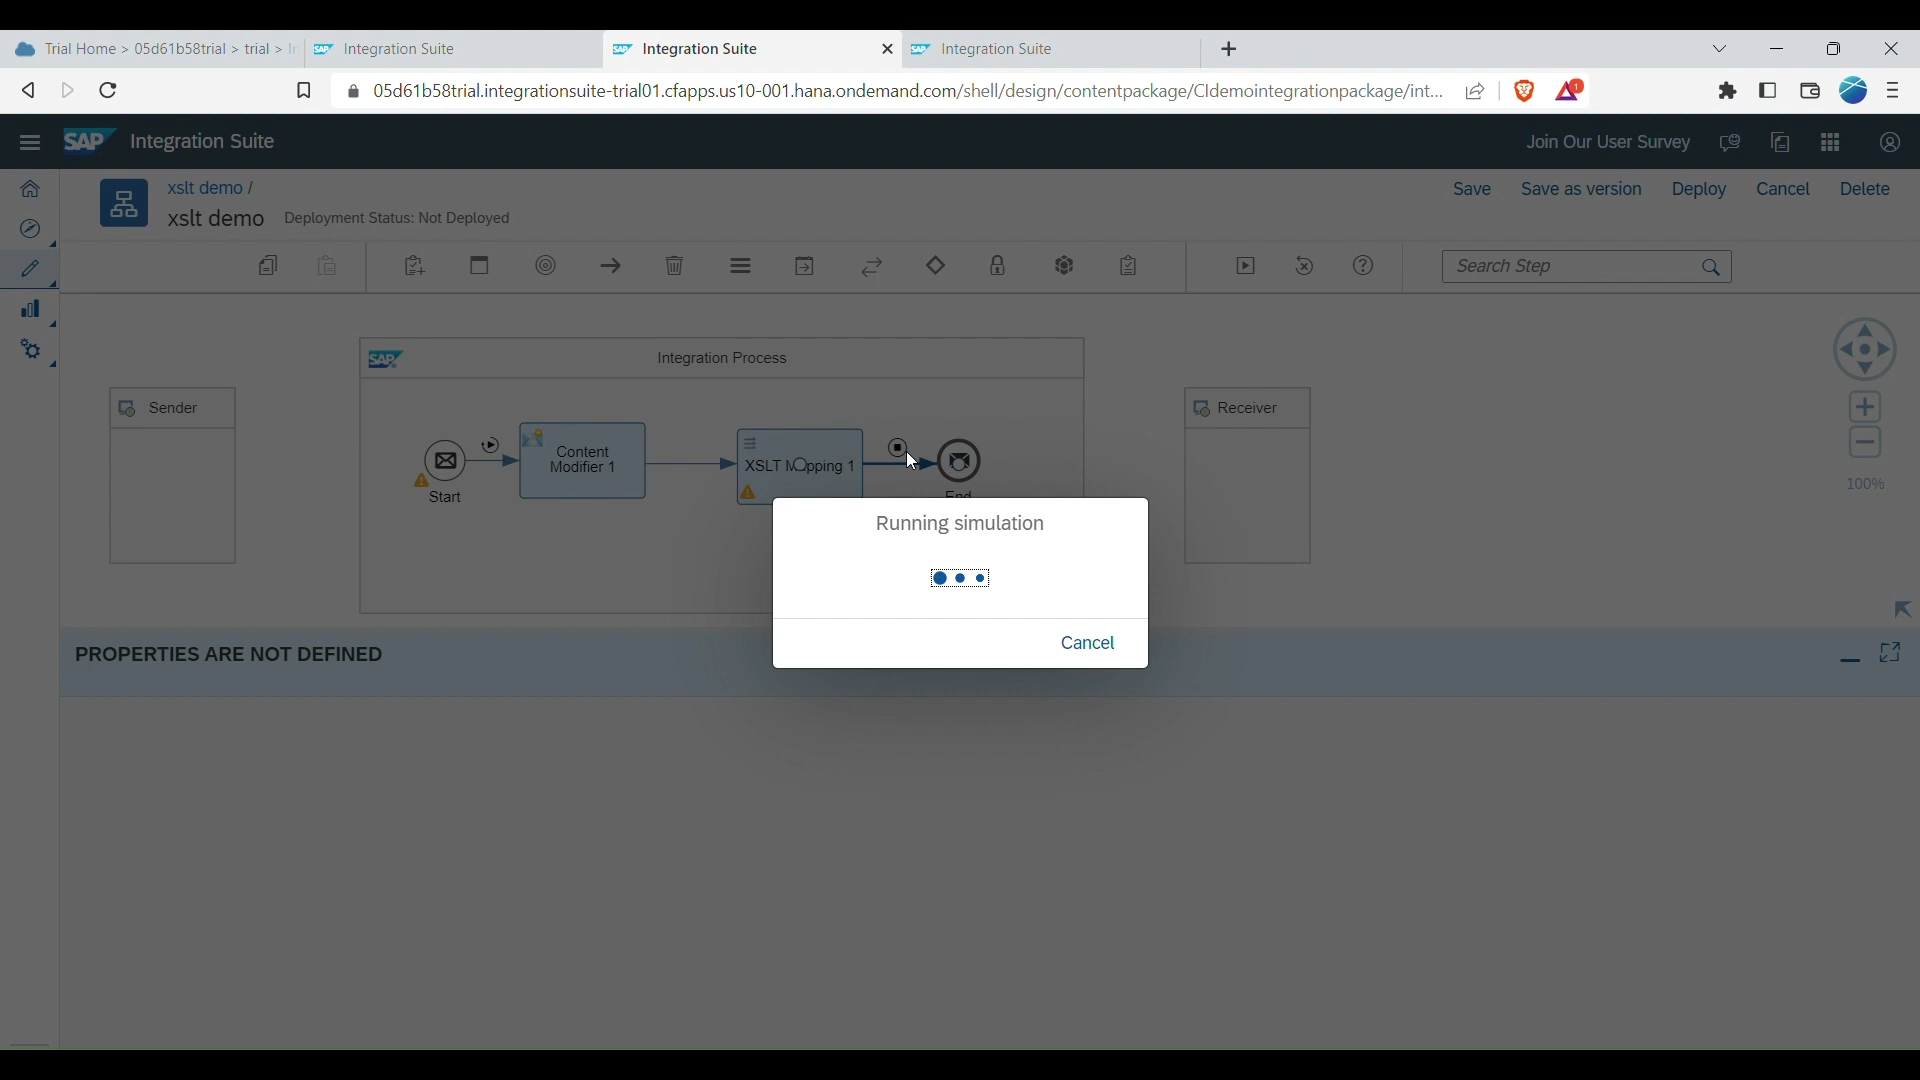 Trial Home > 05d61b58trial > trial > In
Integration Suite
Integration Suite
Integration Suite
05d61b58trial.integrationsuite-trial01.cfapps.us10-001.hana.ondemand.com/shell/design/contentpackage/CIdemointegrationpackage/int...
1
SAP Integration Suite
Join Our User Survey
xslt demo /
xslt demo Deployment Status: Not Deployed
Save Save as version Deploy Cancel Delete
Search Step
SAP Integration Process
Sender
Receiver
Content
Modifier 1
XSLT Mapping 1
Start
End
100%
Running simulation
Cancel
PROPERTIES ARE NOT DEFINED